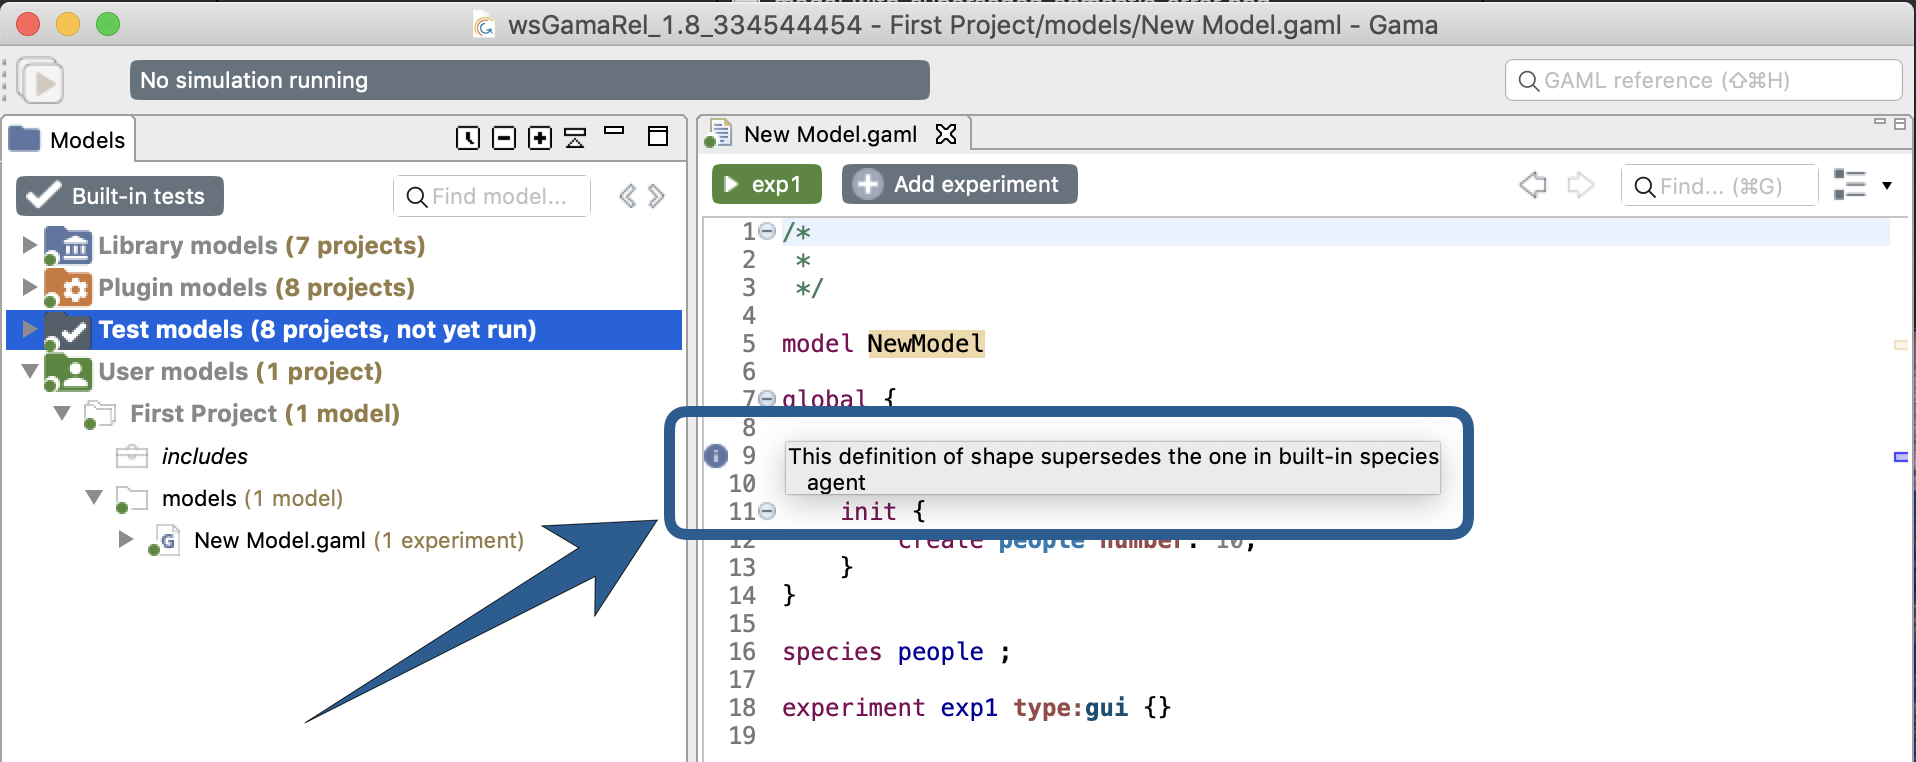 wsGamaRel_1.8_334544454 - First Project/models/New Model.gaml - Gama
No simulation running
GAML reference (⇧⌘H)
Models
New Model.gaml
Built-in tests
Find model...
exp1
Add experiment
Find... (⌘G)
Library models (7 projects)
Plugin models (8 projects)
Test models (8 projects, not yet run)
User models (1 project)
First Project (1 model)
includes
models (1 model)
New Model.gaml (1 experiment)
1 /*
2 *
3 */
4
5 model NewModel
6
7 global {
8
9 This definition of shape supersedes the one in built-in species
10 agent
11 init {
12 create people number: 10;
13 }
14 }
15
16 species people ;
17
18 experiment exp1 type:gui {}
19